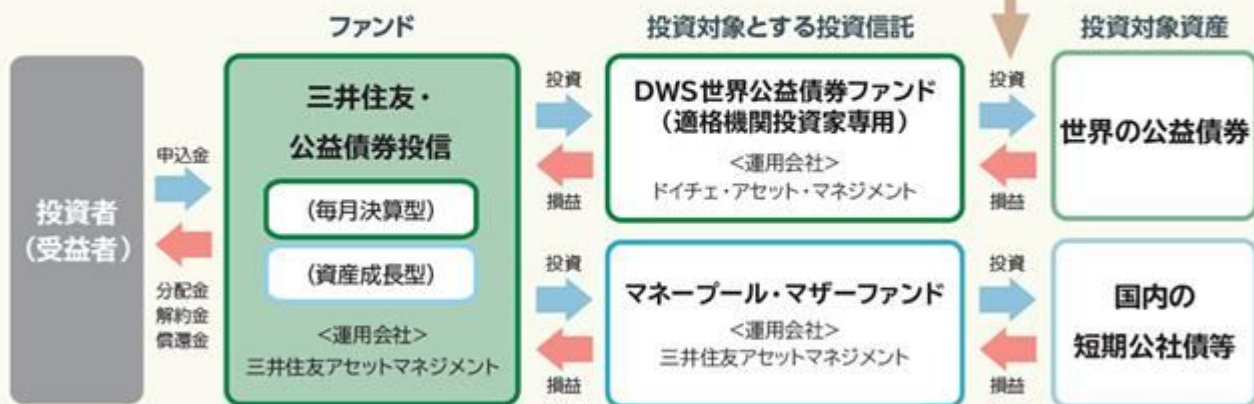 ファンド
投資対象とする投資信託
投資対象資産
投資者
(受益者)
申込金
分配金
解約金
償還金
三井住友・
公益債券投信
(毎月決算型)
(資産成長型)
<運用会社>
三井住友アセットマネジメント
投資
損益
投資
損益
DWS世界公益債券ファンド
(適格機関投資家専用)
<運用会社>
ドイチェ・アセット・マネジメント
マネープール・マザーファンド
<運用会社>
三井住友アセットマネジメント
投資
損益
投資
損益
世界の公益債券
国内の
短期公社債等